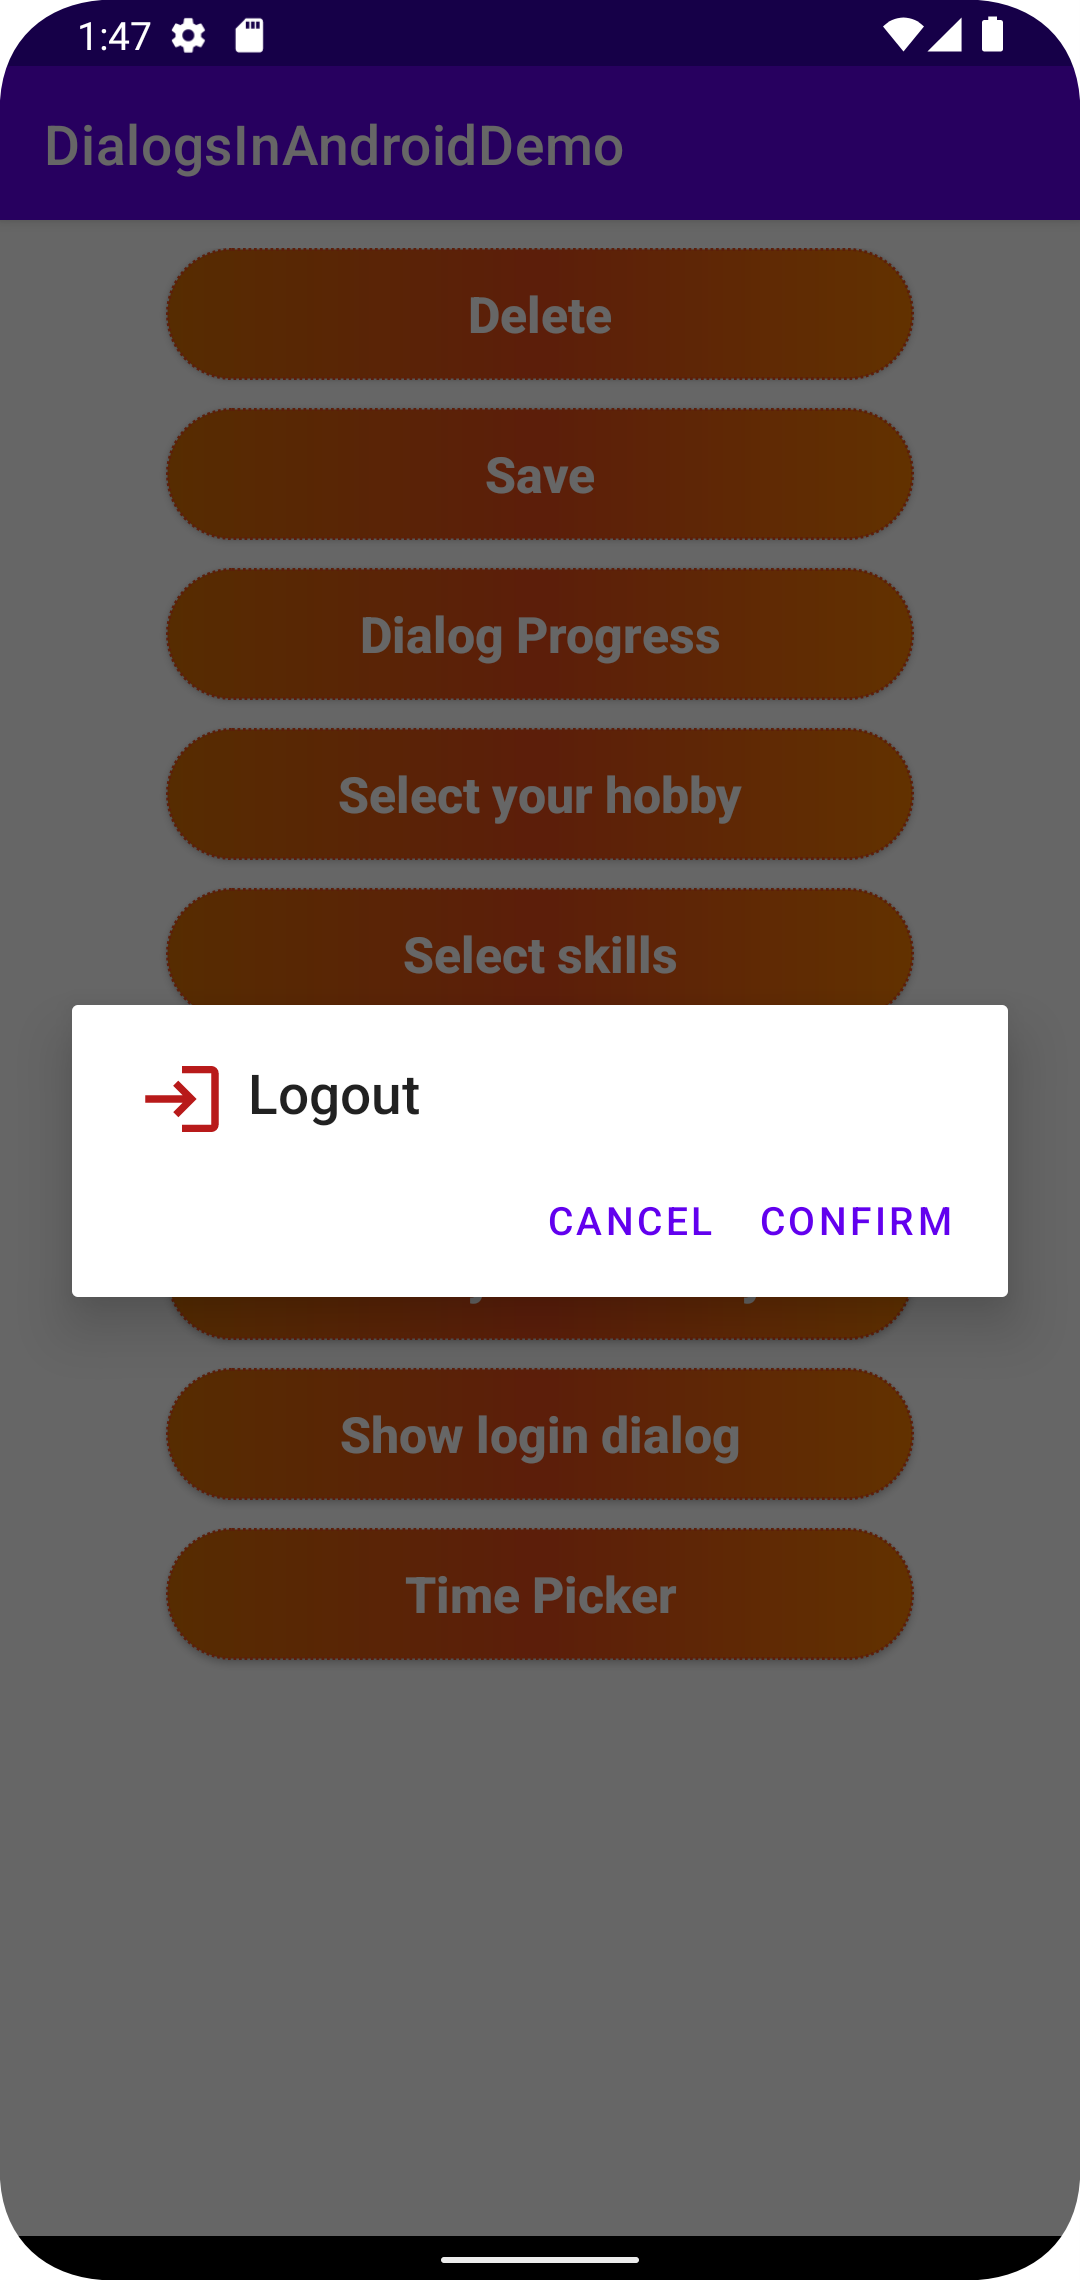 1:47
DialogsInAndroidDemo
Delete
Save
Dialog Progress
Select your hobby
Select skills
Logout
CANCEL CONFIRM
Show login dialog
Time Picker